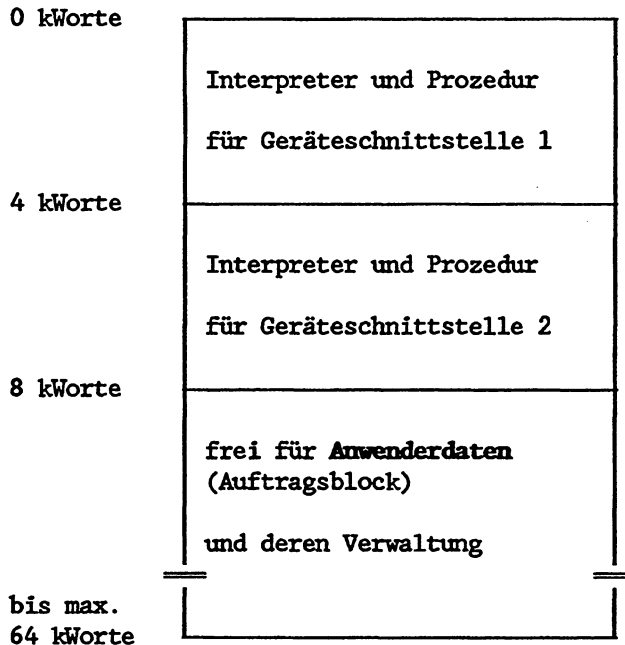 0 kWorte
Interpreter und Prozedur
für Geräteschnittstelle 1
4 kWorte
Interpreter und Prozedur
für Geräteschnittstelle 2
8 kWorte
frei für Anwenderdaten
(Auftragsblock)
und deren Verwaltung
bis max.
64 kWorte